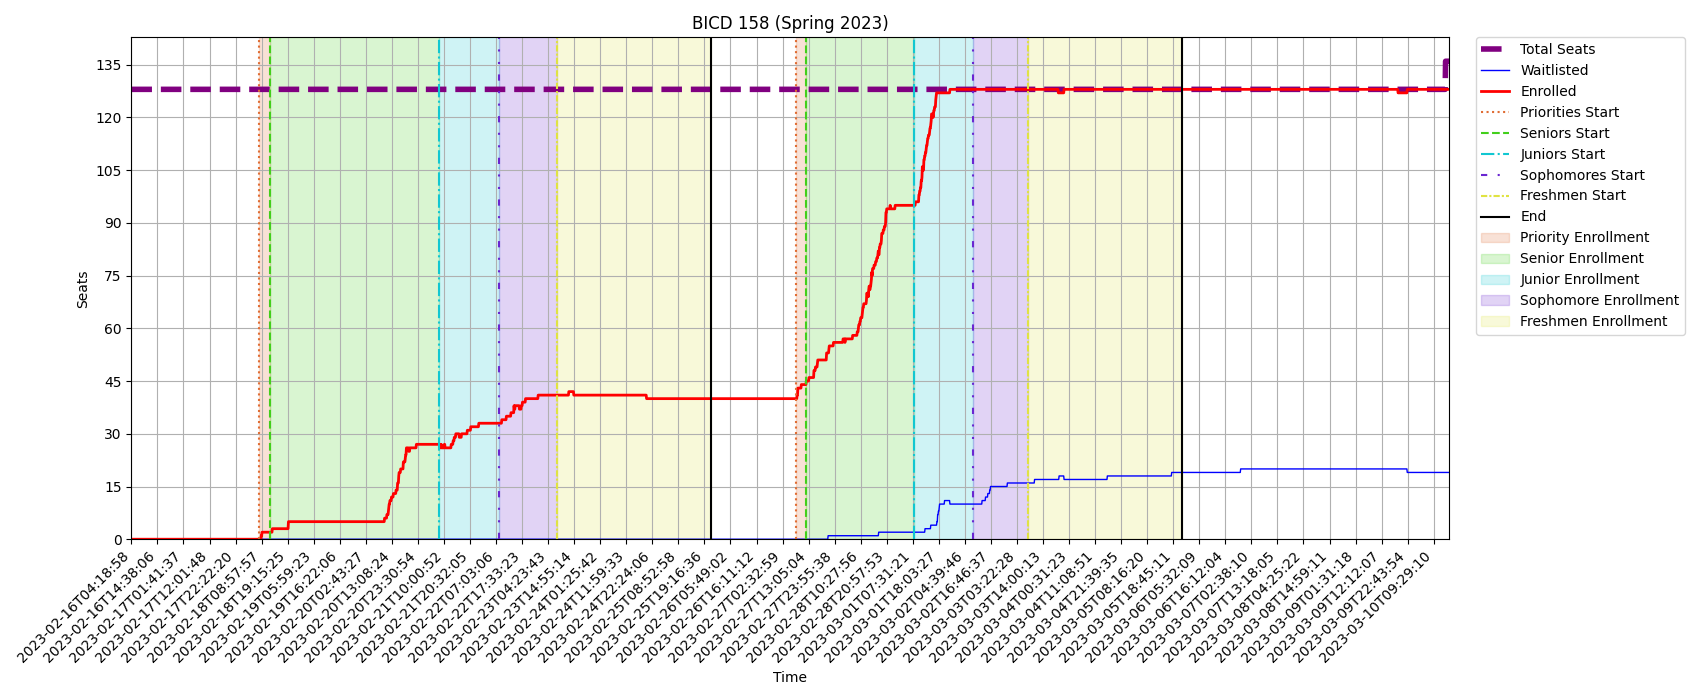 BICD 158 (Spring 2023)
Seats
135
120
105
90
75
60
45
30
15
0
2023-02-16T04:18:58
2023-02-16T14:38:06
2023-02-17T01:41:37
2023-02-17T12:01:48
2023-02-17T22:22:20
2023-02-18T08:57:57
2023-02-18T19:15:25
2023-02-19T05:59:23
2023-02-19T16:22:06
2023-02-20T02:43:27
2023-02-20T13:08:24
2023-02-20T23:30:54
2023-02-21T10:00:52
2023-02-21T20:32:05
2023-02-22T07:03:06
2023-02-22T17:33:23
2023-02-23T04:23:43
2023-02-23T14:55:14
2023-02-24T01:25:42
2023-02-24T11:59:33
2023-02-24T22:24:06
2023-02-25T08:52:58
2023-02-25T19:16:36
2023-02-26T05:49:02
2023-02-26T16:11:12
2023-02-27T02:32:59
2023-02-27T13:05:04
2023-02-27T23:55:38
2023-02-28T10:27:56
2023-02-28T20:57:53
2023-03-01T07:31:21
2023-03-01T18:03:27
2023-03-02T04:39:46
2023-03-02T16:46:37
2023-03-03T03:22:28
2023-03-03T14:00:13
2023-03-04T00:31:23
2023-03-04T11:08:51
2023-03-04T21:39:35
2023-03-05T08:16:20
2023-03-05T18:45:11
2023-03-06T05:32:09
2023-03-06T16:12:04
2023-03-07T02:38:10
2023-03-07T13:18:05
2023-03-08T04:25:22
2023-03-08T14:59:11
2023-03-09T01:31:18
2023-03-09T12:12:07
2023-03-09T22:43:54
2023-03-10T09:29:10
Time
Total Seats
Waitlisted
Enrolled
Priorities Start
Seniors Start
Juniors Start
Sophomores Start
Freshmen Start
End
Priority Enrollment
Senior Enrollment
Junior Enrollment
Sophomore Enrollment
Freshmen Enrollment